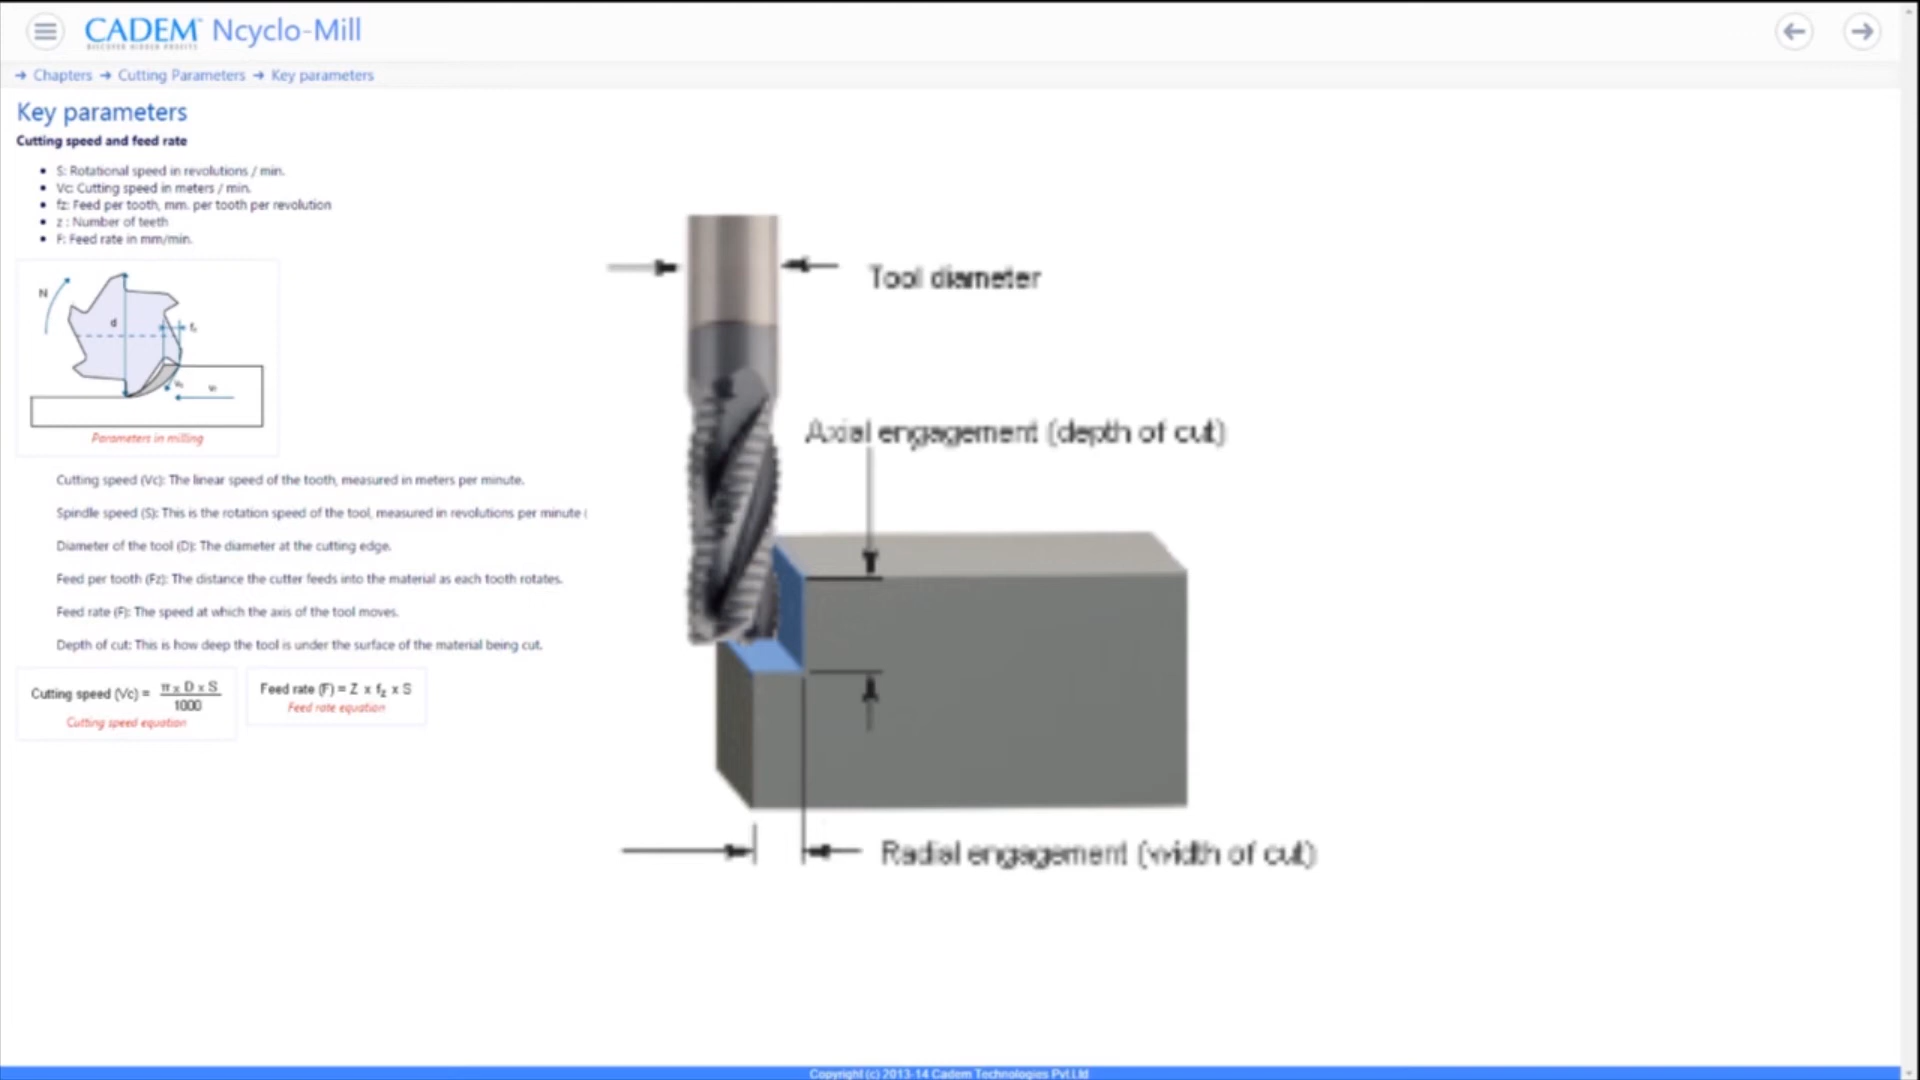 CADEM Ncyclo-Mill
DISCOVER HIDDEN PROFITS
→ Chapters → Cutting Parameters → Key parameters
Key parameters
Cutting speed and feed rate
• S: Rotational speed in revolutions / min.
• Vc: Cutting speed in meters / min.
• fz: Feed per tooth, mm. per tooth per revolution
• z : Number of teeth
• F: Feed rate in mm/min.
N
d
Parameters in milling
Cutting speed (Vc): The linear speed of the tooth, measured in meters per minute.
Spindle speed (S): This is the rotation speed of the tool, measured in revolutions per minute (
Diameter of the tool (D): The diameter at the cutting edge.
Feed per tooth (Fz): The distance the cutter feeds into the material as each tooth rotates.
Feed rate (F): The speed at which the axis of the tool moves.
Depth of cut: This is how deep the tool is under the surface of the material being cut.
Cutting speed (Vc) = π x D x S / 1000
Cutting speed equation
Feed rate (F) = Z x fz x S
Feed rate equation
Tool diameter
Axial engagement (depth of cut)
Radial engagement (width of cut)
Copyright (c) 2013-14 Cadem Technologies Pvt.Ltd